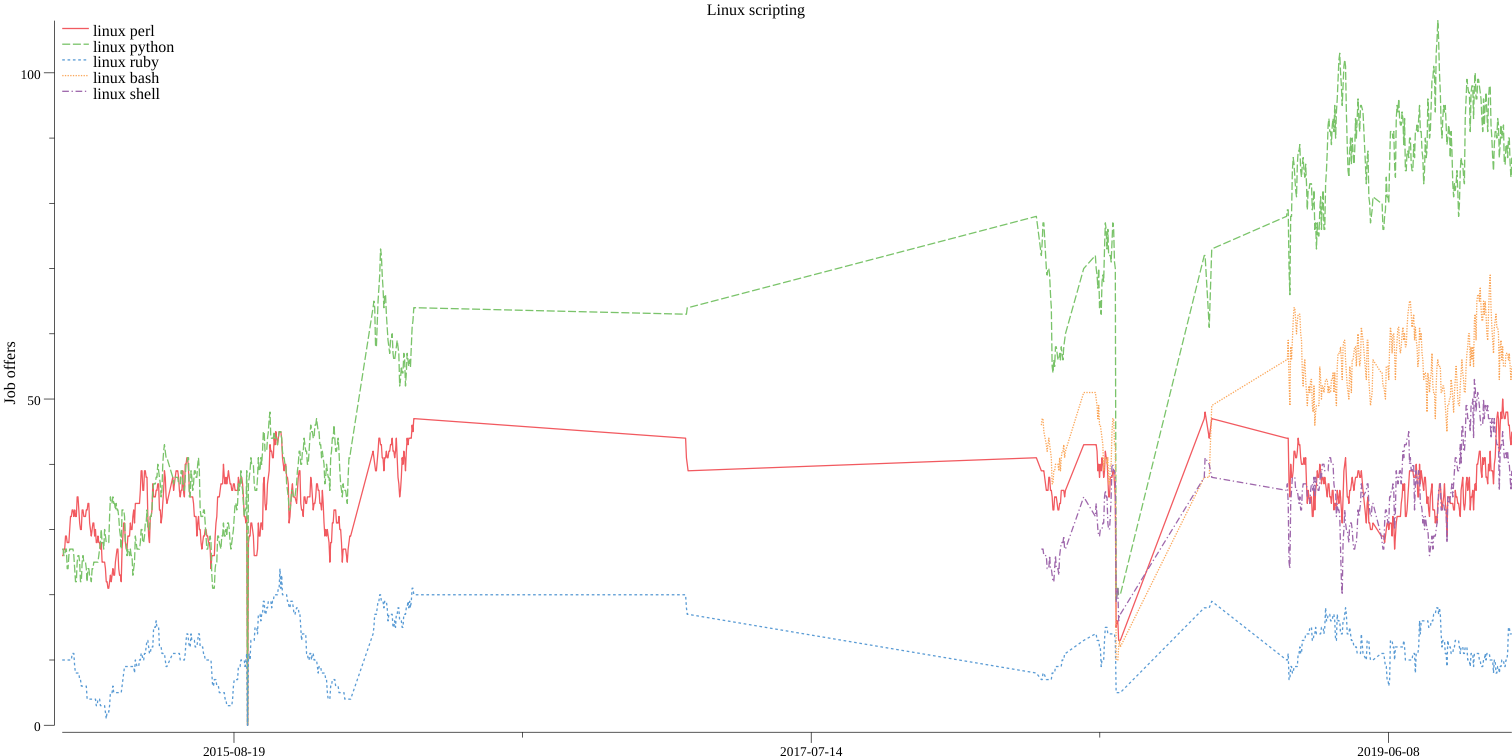 Linux scripting
linux perl
linux python
linux ruby
linux bash
linux shell
100
50
0
Job offers
2015-08-19
2017-07-14
2019-06-08